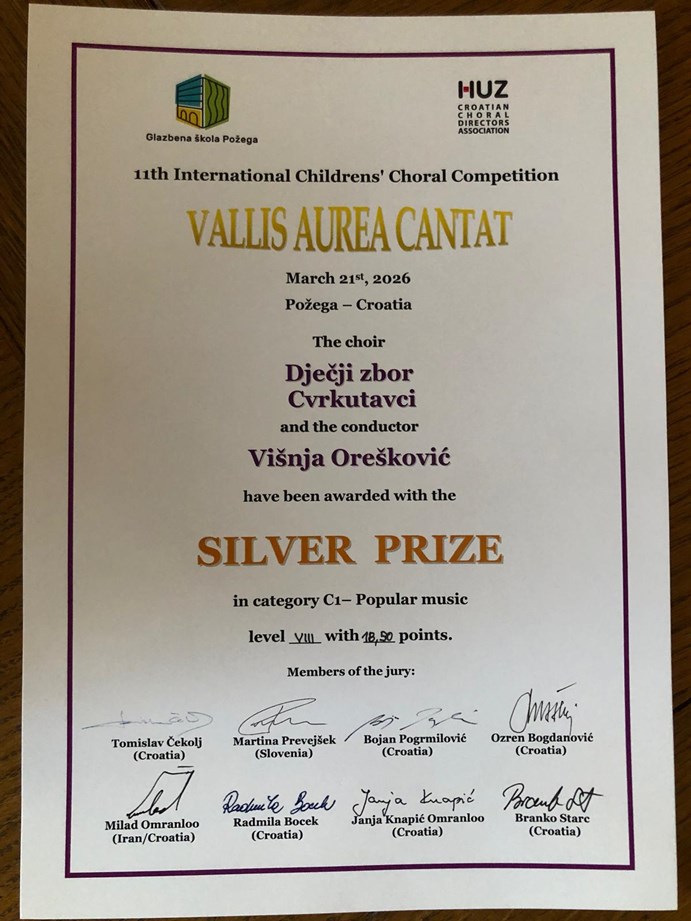 Glazbena škola Požega
HUZ
CROATIAN
CHORAL
DIRECTORS
ASSOCIATION
11th International Childrens' Choral Competition
VALLIS AUREA CANTAT
March 21st, 2026
Požega – Croatia
The choir
Dječji zbor
Cvrkutavci
and the conductor
Višnja Orešković
have been awarded with the
SILVER PRIZE
in category C1– Popular music
level VIII with 18,50 points.
Members of the jury:
Tomislav Čekolj
(Croatia)
Martina Prevejšek
(Slovenia)
Bojan Pogrmilović
(Croatia)
Ozren Bogdanović
(Croatia)
Radmila Bocek
Janja Knapić
Milad Omranloo
(Iran/Croatia)
Radmila Bocek
(Croatia)
Janja Knapić Omranloo
(Croatia)
Branko Starc
(Croatia)